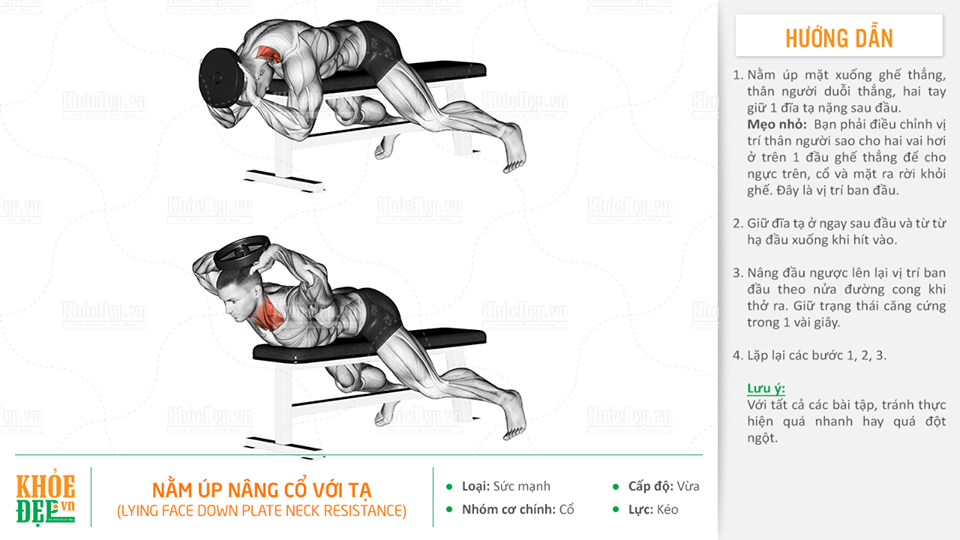 HƯỚNG DẪN
1. Nằm úp mặt xuống ghế thẳng,
thân người duỗi thẳng, hai tay
giữ 1 đĩa tạ nặng sau đầu.
Mẹo nhỏ: Bạn phải điều chỉnh vị
trí thân người sao cho hai vai hơi
ở trên 1 đầu ghế thẳng để cho
ngực trên, cổ và mặt ra rời khỏi
ghế. Đây là vị trí ban đầu.
2. Giữ đĩa tạ ở ngay sau đầu và từ từ
hạ đầu xuống khi hít vào.
3. Nâng đầu ngược lên lại vị trí ban
đầu theo nửa đường cong khi
thở ra. Giữ trạng thái căng cứng
trong 1 vài giây.
4. Lặp lại các bước 1, 2, 3.
Lưu ý:
Với tất cả các bài tập, tránh thực
hiện quá nhanh hay quá đột
ngột.
KHỎE
ĐẸP.vn
NẰM ÚP NÂNG CỔ VỚI TẠ
(LYING FACE DOWN PLATE NECK RESISTANCE)
Loại: Sức mạnh
Nhóm cơ chính: Cổ
Cấp độ: Vừa
Lực: Kéo